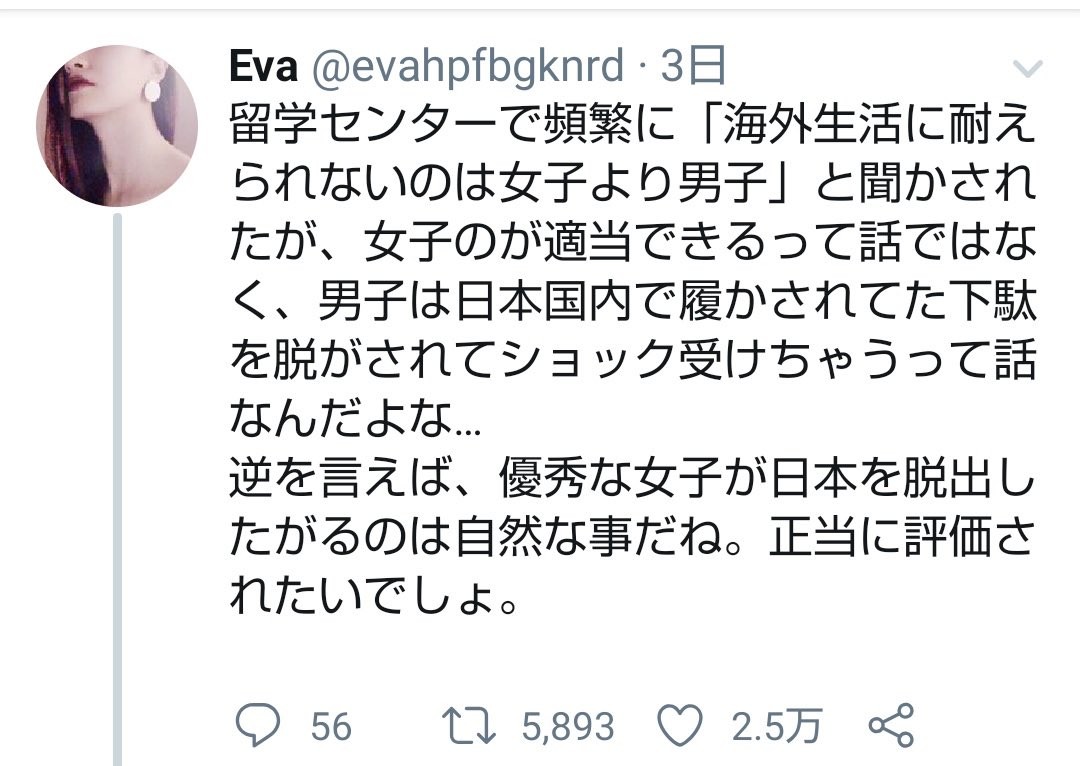 Eva @evahpfbgknrd · 3日
留学センターで頻繁に「海外生活に耐え
られないのは女子より男子」と聞かされ
たが、女子のが適当できるって話ではな
く、男子は日本国内で履かされてた下駄
を脱がされてショック受けちゃうって話
なんだよな...
逆を言えば、優秀な女子が日本を脱出し
たがるのは自然な事だね。正当に評価さ
れたいでしょ。
56 5,893 2.5万